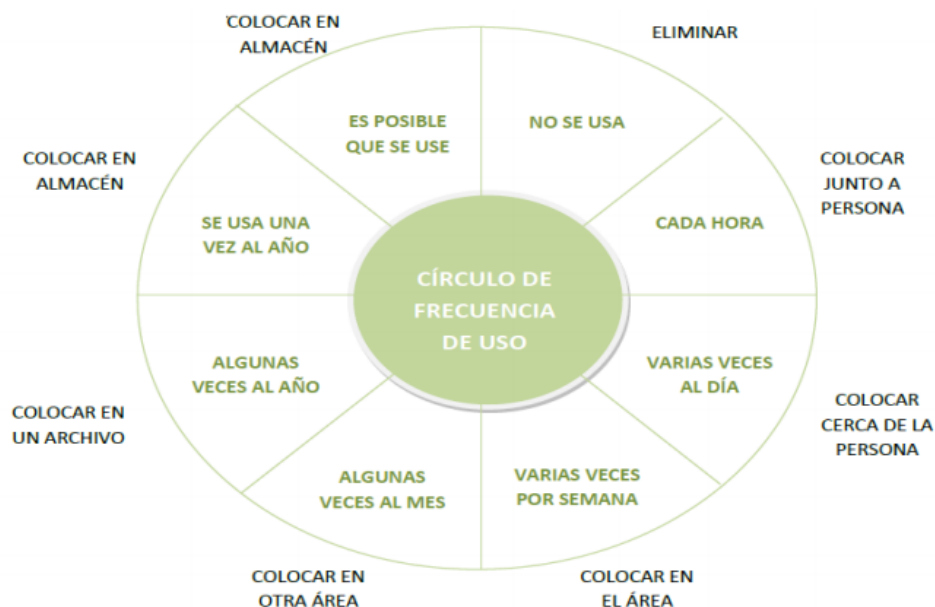 COLOCAR EN
ALMACÉN
ELIMINAR
ES POSIBLE
QUE SE USE
NO SE USA
COLOCAR EN
ALMACÉN
COLOCAR
JUNTO A
PERSONA
SE USA UNA
VEZ AL AÑO
CADA HORA
CÍRCULO DE
FRECUENCIA
DE USO
ALGUNAS
VECES AL AÑO
VARIAS VECES
AL DÍA
COLOCAR EN
UN ARCHIVO
COLOCAR
CERCA DE LA
PERSONA
ALGUNAS
VECES AL MES
VARIAS VECES
POR SEMANA
COLOCAR EN
OTRA ÁREA
COLOCAR EN
EL ÁREA